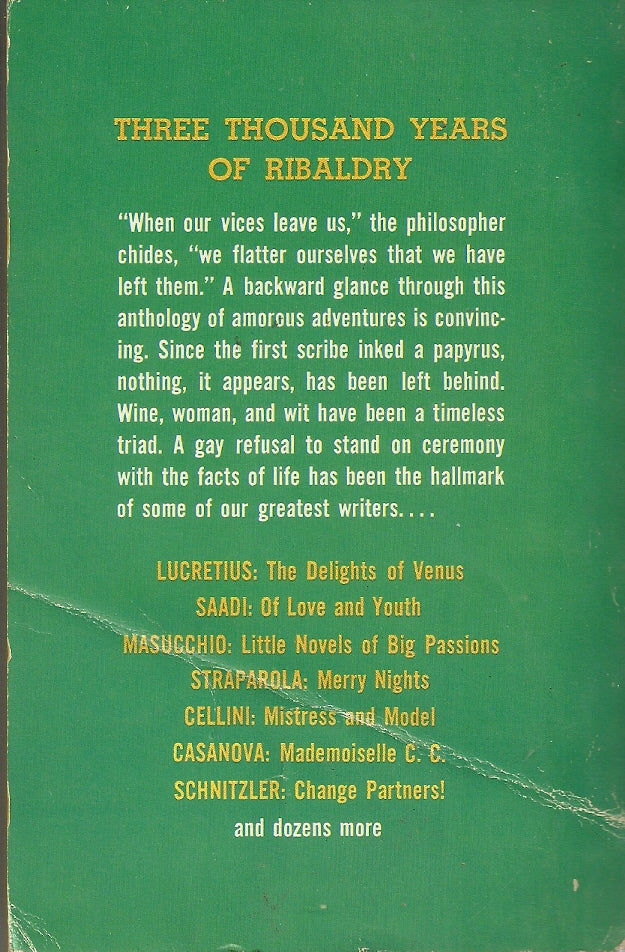 THREE THOUSAND YEARS
OF RIBALDRY
“When our vices leave us,” the philosopher
chides, “we flatter ourselves that we have
left them.” A backward glance through this
anthology of amorous adventures is convinc-
ing. Since the first scribe inked a papyrus,
nothing, it appears, has been left behind.
Wine, woman, and wit have been a timeless
triad. A gay refusal to stand on ceremony
with the facts of life has been the hallmark
of some of our greatest writers....
LUCRETIUS: The Delights of Venus
SAADI: Of Love and Youth
MASUCCHIO: Little Novels of Big Passions
STRAPAROLA: Merry Nights
CELLINI: Mistress and Model
CASANOVA: Mademoiselle C. C.
SCHNITZLER: Change Partners!
and dozens more